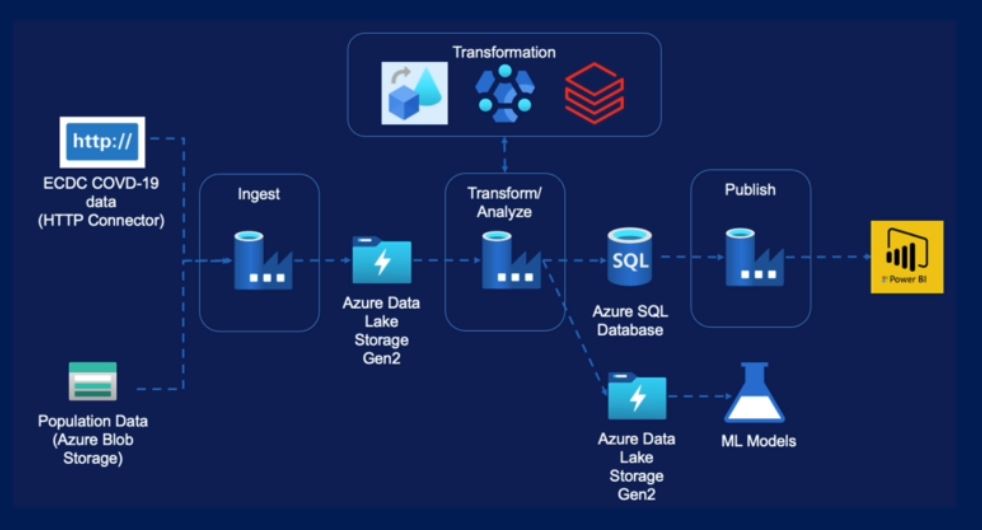 Transformation
http://
ECDC COVD-19
data
(HTTP Connector)
Ingest
Transform/
Analyze
Publish
SQL
Power BI
Azure Data
Lake
Storage
Gen2
Azure SQL
Database
Population Data
(Azure Blob
Storage)
Azure Data
Lake
Storage
Gen2
ML Models